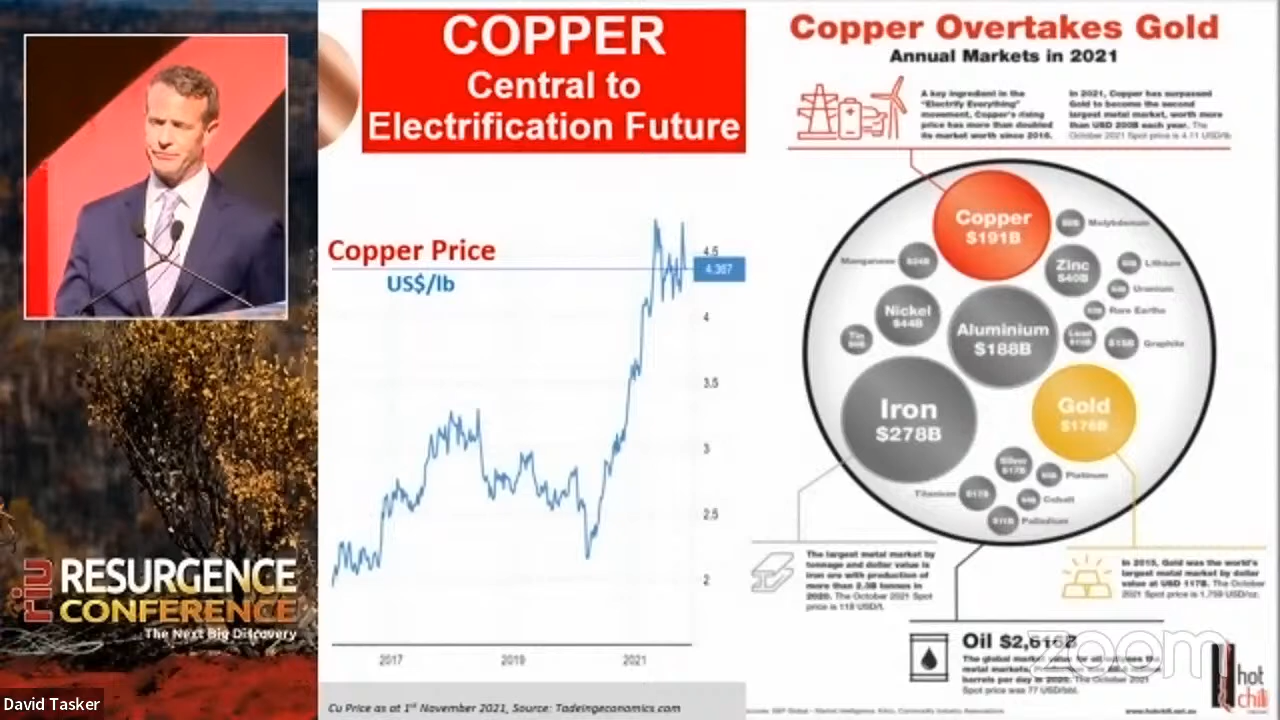 COPPER
Central to
Electrification Future
Copper Price
US$/lb
4.5
4.367
4
3.5
3
2.5
2
2017
2019
2021
Cu Price as at 1st November 2021, Source: Tadeingeconomics.com
Copper Overtakes Gold
Annual Markets in 2021
A key ingredient in the
"Electrify Everything"
movement, Copper's rising
price has more than doubled
its market worth since 2016.
In 2021, Copper has surpassed
Gold to become the second
largest metal market, worth more
than USD 200B each year. The
October 2021 Spot price is 4.11 USD/lb
Copper
$191B
Molybdenum
Manganese
Zinc
$40B
Lithium
Uranium
Nickel
$44B
Rare Earths
Tin
Aluminium
$188B
Lead
$15B
Graphite
Iron
$278B
Gold
Silver
$17B
Platinum
Titanium
$17B
Cobalt
Palladium
The largest metal market by
tonnage and dollar value is
iron ore with production of
more than
2020. The October 2021 Spot
price is
In 2015, Gold was the world's
largest metal market by dollar
value at USD 117B. The October
2021 Spot price is 1,759 USD/oz.
Oil $2,616B
The global market value for oil
metal markets.
barrels per day in 2020. The October 2021
Spot price was 77 USD/bbl.
zoom
hot
chili
riu
RESURGENCE
CONFERENCE
The Next Big Discovery
David Tasker